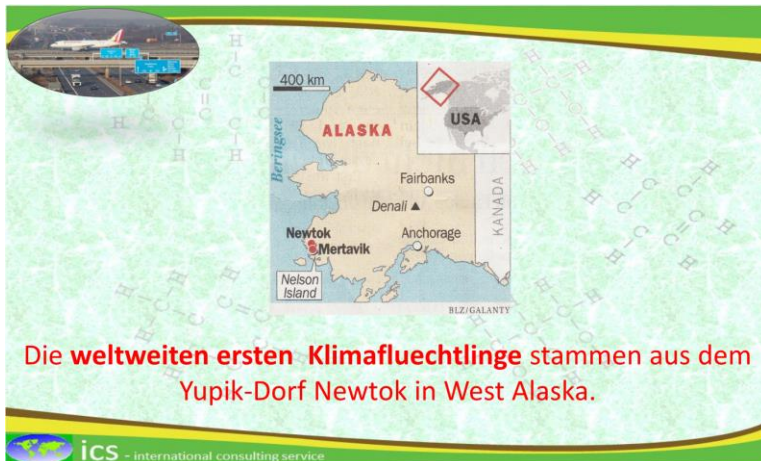 400 km
ALASKA
Beringsee
USA
Fairbanks
Denali
KANADA
Newtok
Mertavik
Anchorage
Nelson
Island
BLZ/GALANTY
Die weltweiten ersten Klimafluechtlinge stammen aus dem
Yupik-Dorf Newtok in West Alaska.
ics - international consulting service